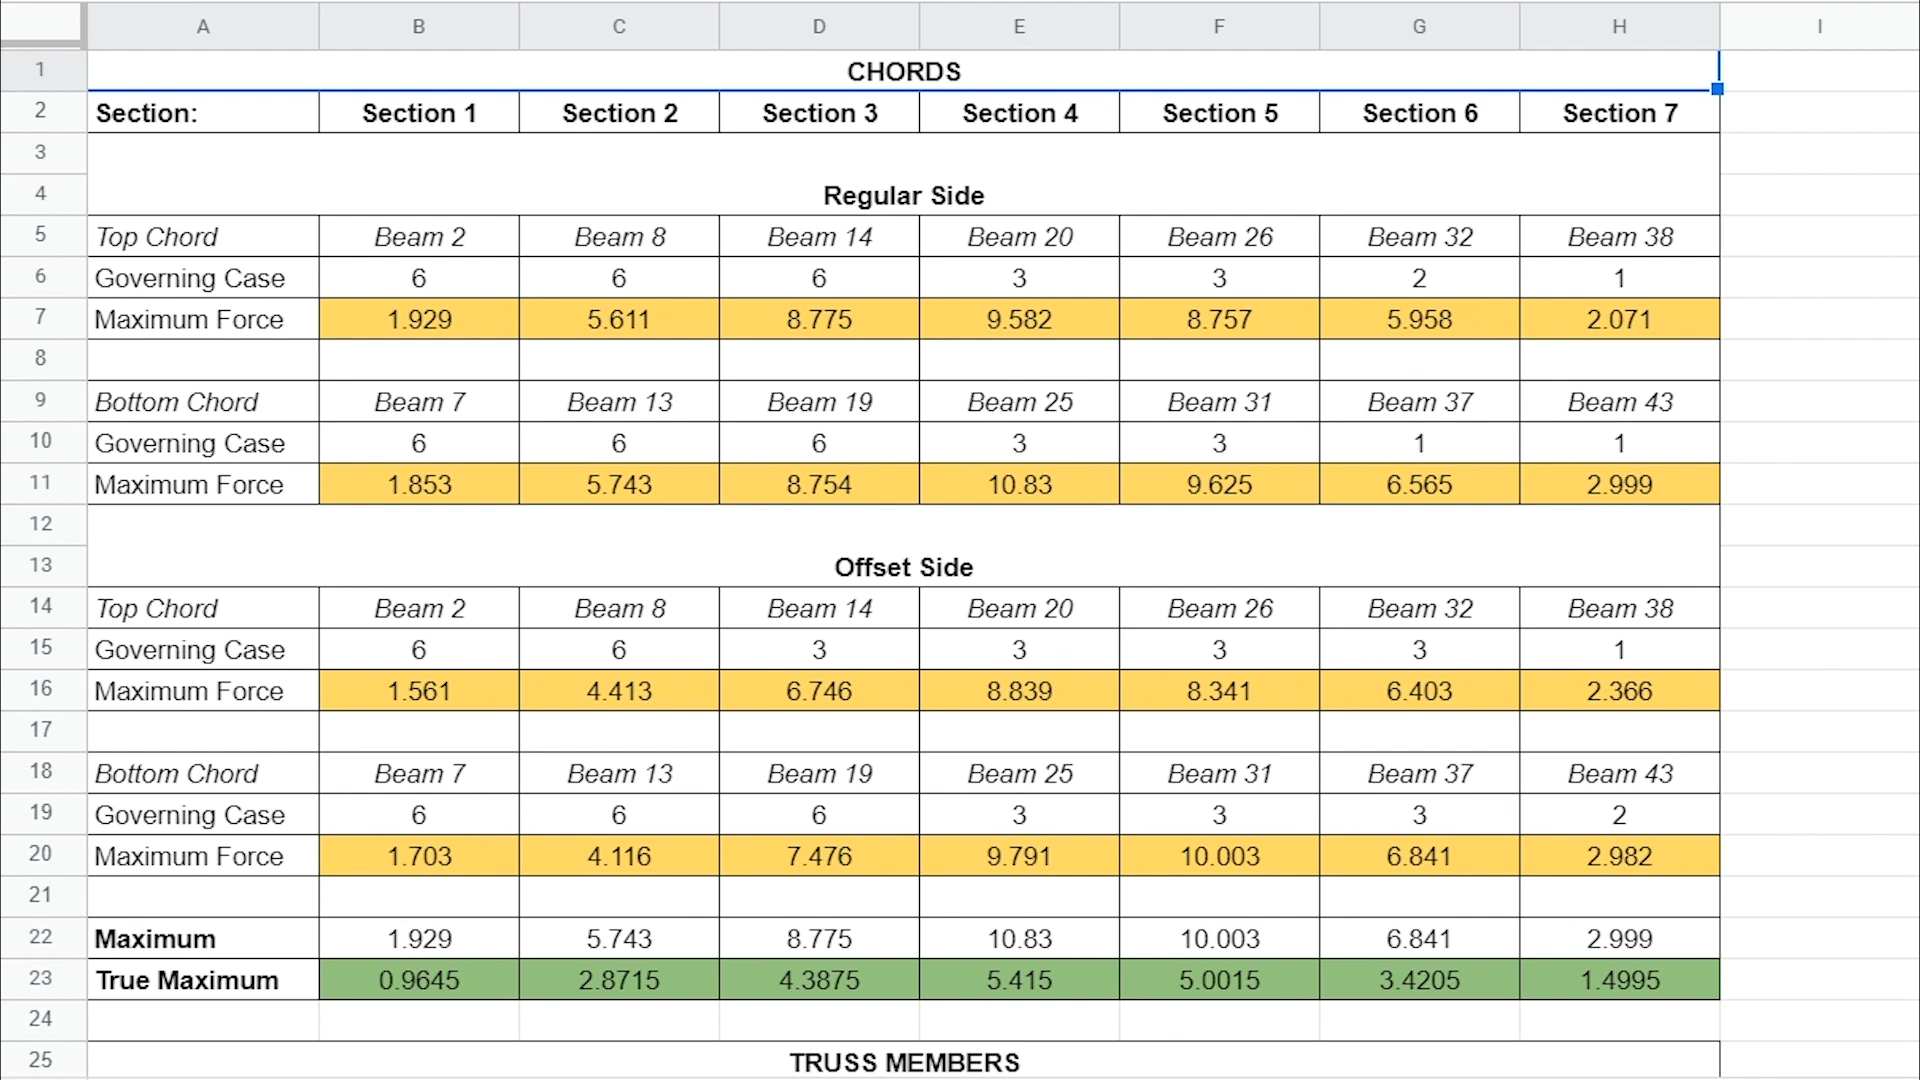 A B C D E F G H I
1 CHORDS
2 Section: Section 1 Section 2 Section 3 Section 4 Section 5 Section 6 Section 7
3
4 Regular Side
5 Top Chord Beam 2 Beam 8 Beam 14 Beam 20 Beam 26 Beam 32 Beam 38
6 Governing Case 6 6 6 3 3 2 1
7 Maximum Force 1.929 5.611 8.775 9.582 8.757 5.958 2.071
8
9 Bottom Chord Beam 7 Beam 13 Beam 19 Beam 25 Beam 31 Beam 37 Beam 43
10 Governing Case 6 6 6 3 3 1 1
11 Maximum Force 1.853 5.743 8.754 10.83 9.625 6.565 2.999
12
13 Offset Side
14 Top Chord Beam 2 Beam 8 Beam 14 Beam 20 Beam 26 Beam 32 Beam 38
15 Governing Case 6 6 3 3 3 3 1
16 Maximum Force 1.561 4.413 6.746 8.839 8.341 6.403 2.366
17
18 Bottom Chord Beam 7 Beam 13 Beam 19 Beam 25 Beam 31 Beam 37 Beam 43
19 Governing Case 6 6 6 3 3 3 2
20 Maximum Force 1.703 4.116 7.476 9.791 10.003 6.841 2.982
21
22 Maximum 1.929 5.743 8.775 10.83 10.003 6.841 2.999
23 True Maximum 0.9645 2.8715 4.3875 5.415 5.0015 3.4205 1.4995
24
25 TRUSS MEMBERS